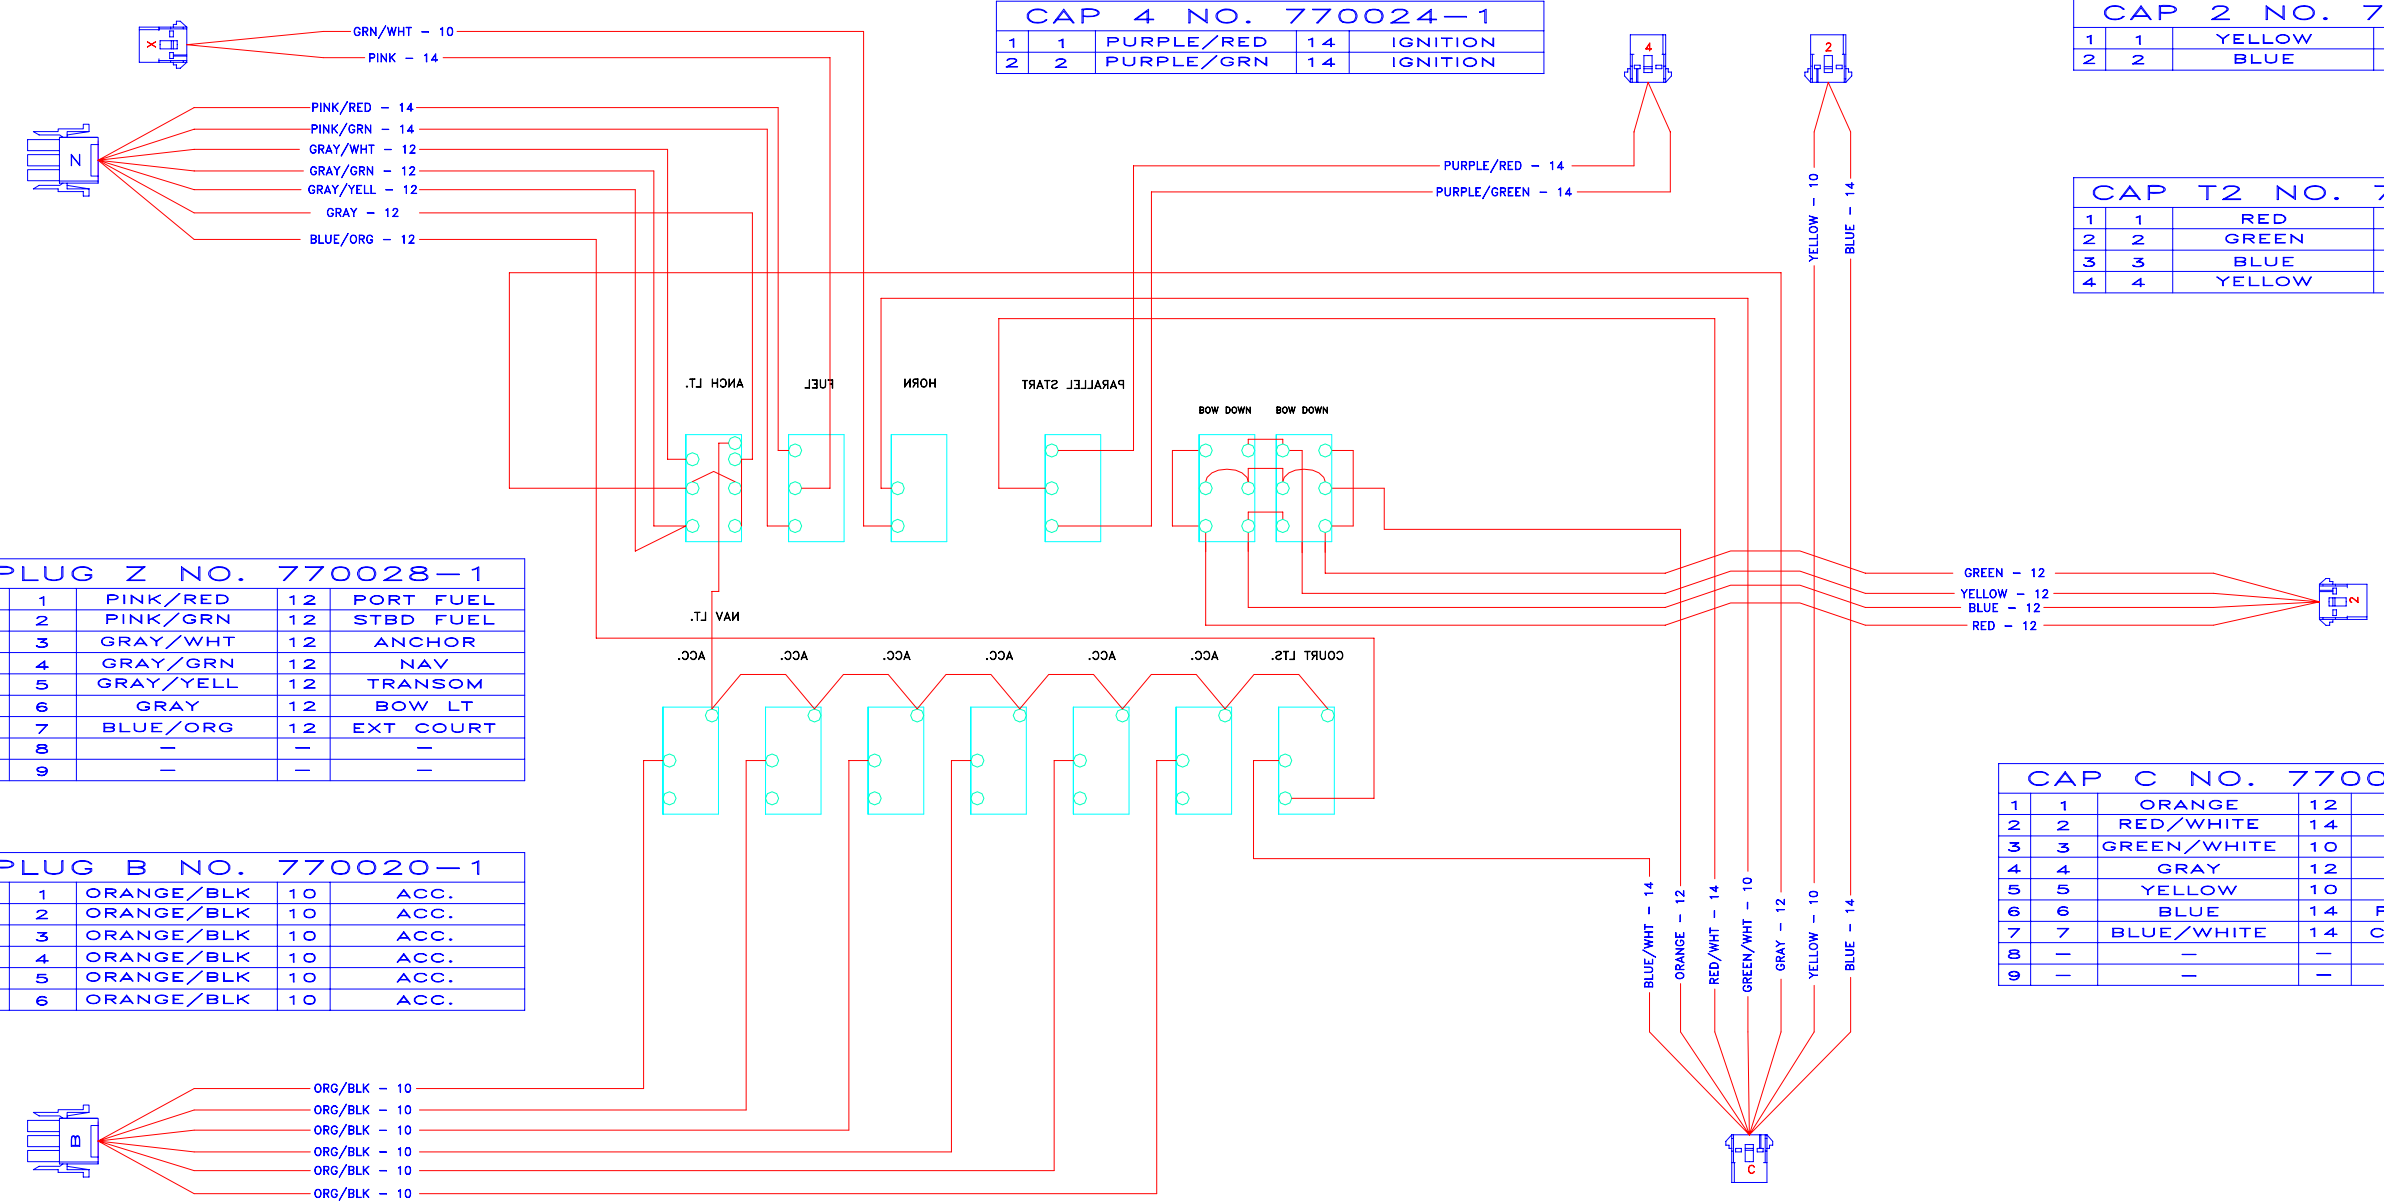 X
GRN/WHT - 10
PINK - 14
CAP 4 NO. 770024-1
1 1 PURPLE/RED 14 IGNITION
2 2 PURPLE/GRN 14 IGNITION
4
2
CAP 2 NO. 7
1 1 YELLOW
2 2 BLUE
Z
PINK/RED - 14
PINK/GRN - 14
GRAY/WHT - 12
GRAY/GRN - 12
GRAY/YELL - 12
GRAY - 12
BLUE/ORG - 12
PURPLE/RED - 14
PURPLE/GREEN - 14
YELLOW - 10
BLUE - 14
CAP T2 NO. 7
1 1 RED
2 2 GREEN
3 3 BLUE
4 4 YELLOW
ANCH LT.
FUEL
HORN
PARALLEL START
BOW DOWN
BOW DOWN
PLUG Z NO. 770028-1
1 PINK/RED 12 PORT FUEL
2 PINK/GRN 12 STBD FUEL
3 GRAY/WHT 12 ANCHOR
4 GRAY/GRN 12 NAV
5 GRAY/YELL 12 TRANSOM
6 GRAY 12 BOW LT
7 BLUE/ORG 12 EXT COURT
8 - - -
9 - - -
NAV LT.
ACC.
ACC.
ACC.
ACC.
ACC.
ACC.
COURT LTS.
GREEN - 12
YELLOW - 12
BLUE - 12
RED - 12
2
PLUG B NO. 770020-1
1 ORANGE/BLK 10 ACC.
2 ORANGE/BLK 10 ACC.
3 ORANGE/BLK 10 ACC.
4 ORANGE/BLK 10 ACC.
5 ORANGE/BLK 10 ACC.
6 ORANGE/BLK 10 ACC.
CAP C NO. 7700
1 1 ORANGE 12
2 2 RED/WHITE 14
3 3 GREEN/WHITE 10
4 4 GRAY 12
5 5 YELLOW 10
6 6 BLUE 14
7 7 BLUE/WHITE 14 C
8 - - -
9 - - -
BLUE/WHT - 14
ORANGE - 12
RED/WHT - 14
GREEN/WHT - 10
GRAY - 12
YELLOW - 10
BLUE - 14
B
ORG/BLK - 10
ORG/BLK - 10
ORG/BLK - 10
ORG/BLK - 10
ORG/BLK - 10
ORG/BLK - 10
C